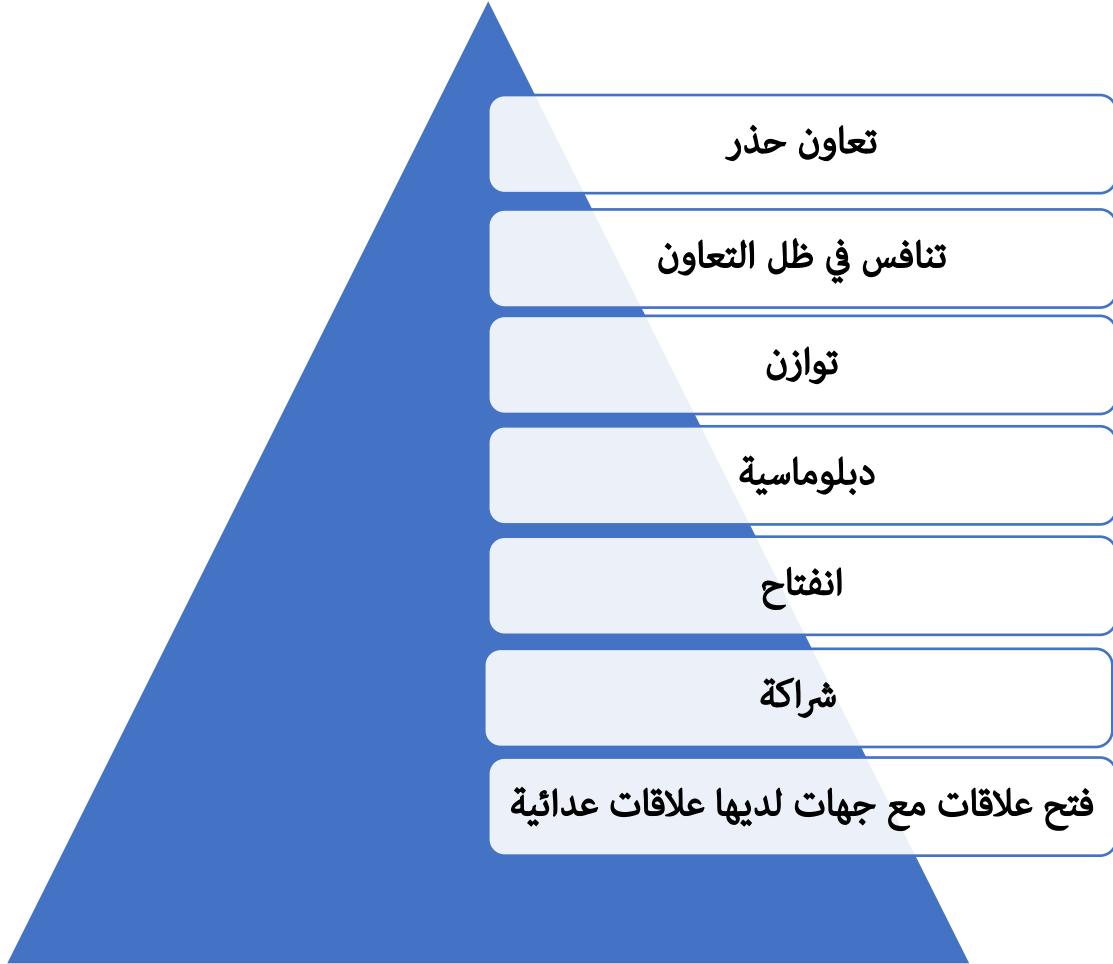 تعاون حذر
تنافس في ظل التعاون
توازن
دبلوماسية
انفتاح
شراكة
فتح علاقات مع جهات لديها علاقات عدائية